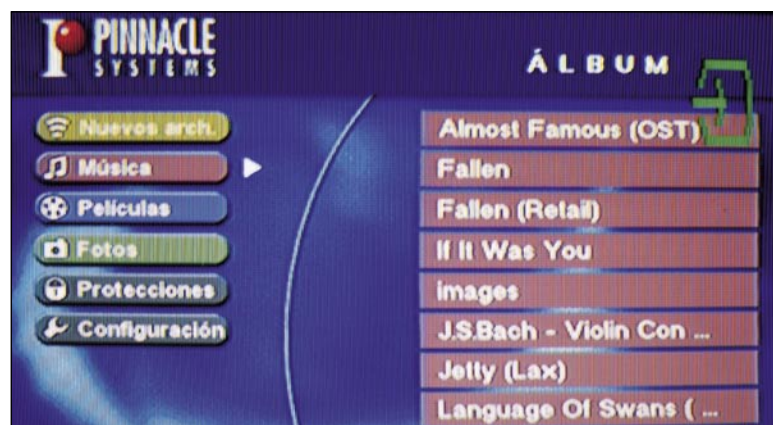 PINNACLE
SYSTEMS
ÁLBUM
Nuevos arch.
Música
Películas
Fotos
Protecciones
Configuración
Almost Famous (OST)
Fallen
Fallen (Retail)
If It Was You
images
J.S.Bach - Violin Con ...
Jetty (Lax)
Language Of Swans ( ...